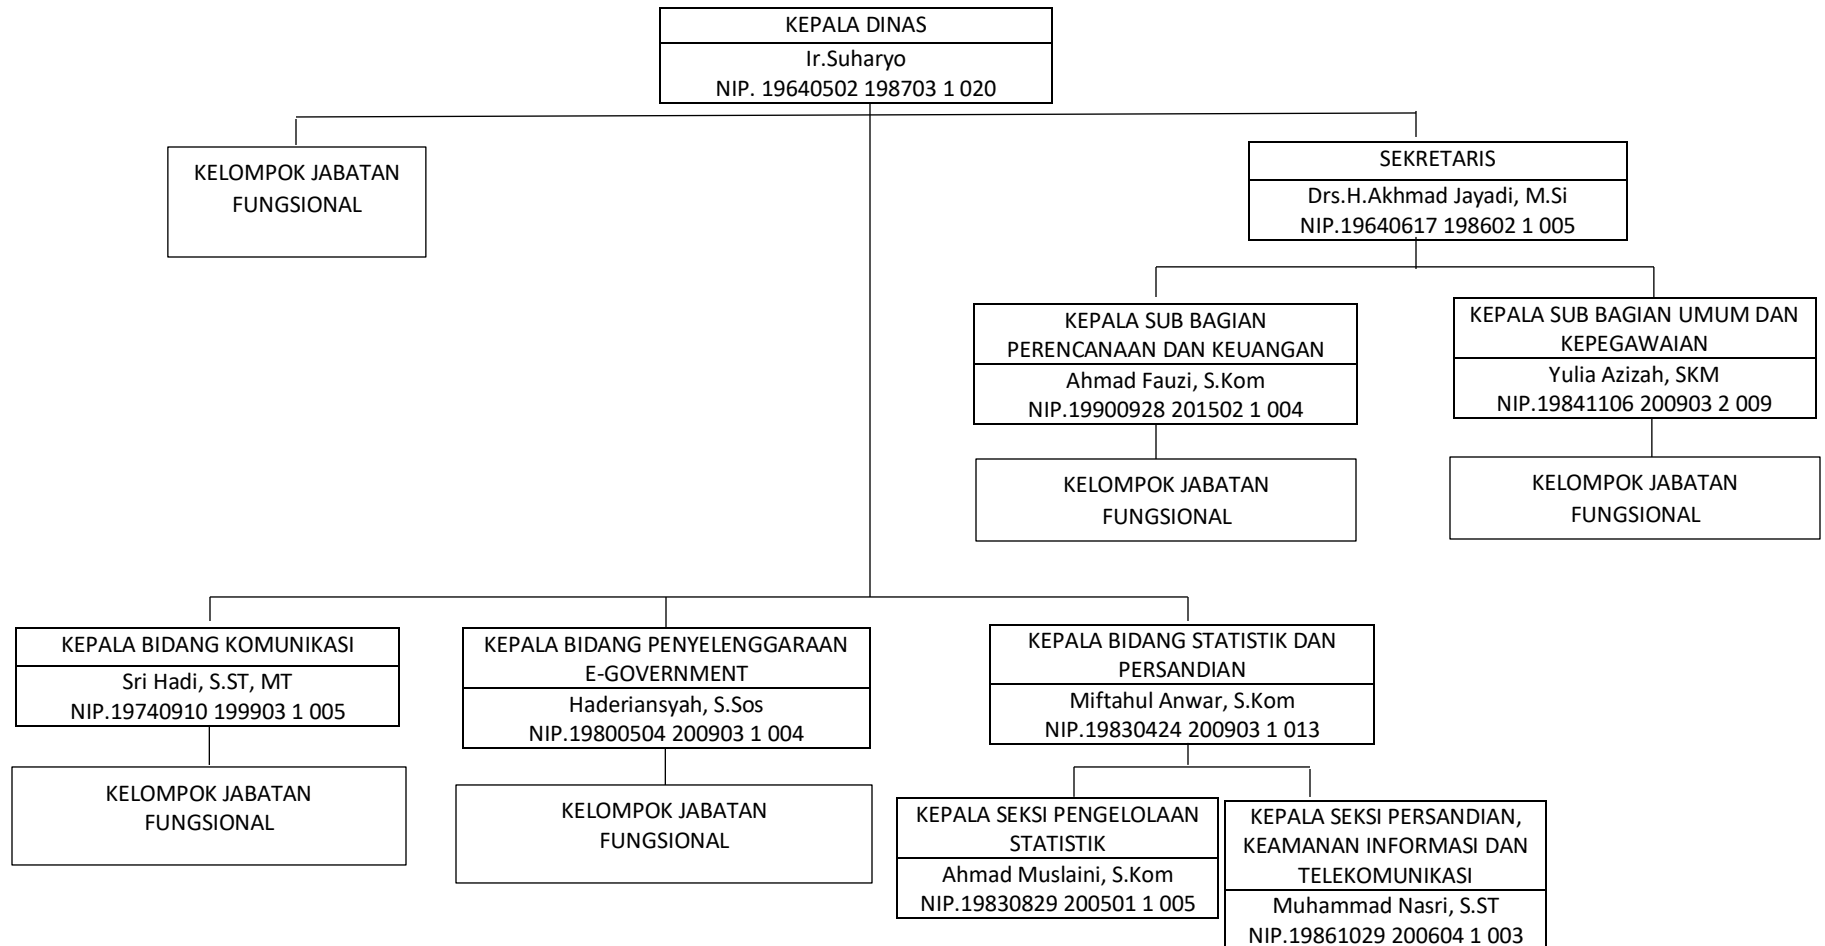 KEPALA DINAS
Ir.Suharyo
NIP. 19640502 198703 1 020
KELOMPOK JABATAN
FUNGSIONAL
SEKRETARIS
Drs.H.Akhmad Jayadi, M.Si
NIP.19640617 198602 1 005
KEPALA SUB BAGIAN
PERENCANAAN DAN KEUANGAN
Ahmad Fauzi, S.Kom
NIP.19900928 201502 1 004
KEPALA SUB BAGIAN UMUM DAN
KEPEGAWAIAN
Yulia Azizah, SKM
NIP.19841106 200903 2 009
KELOMPOK JABATAN
FUNGSIONAL
KELOMPOK JABATAN
FUNGSIONAL
KEPALA BIDANG KOMUNIKASI
Sri Hadi, S.ST, MT
NIP.19740910 199903 1 005
KEPALA BIDANG PENYELENGGARAAN
E-GOVERNMENT
Haderiansyah, S.Sos
NIP.19800504 200903 1 004
KEPALA BIDANG STATISTIK DAN
PERSANDIAN
Miftahul Anwar, S.Kom
NIP.19830424 200903 1 013
KELOMPOK JABATAN
FUNGSIONAL
KELOMPOK JABATAN
FUNGSIONAL
KEPALA SEKSI PENGELOLAAN
STATISTIK
Ahmad Muslaini, S.Kom
NIP.19830829 200501 1 005
KEPALA SEKSI PERSANDIAN,
KEAMANAN INFORMASI DAN
TELEKOMUNIKASI
Muhammad Nasri, S.ST
NIP.19861029 200604 1 003